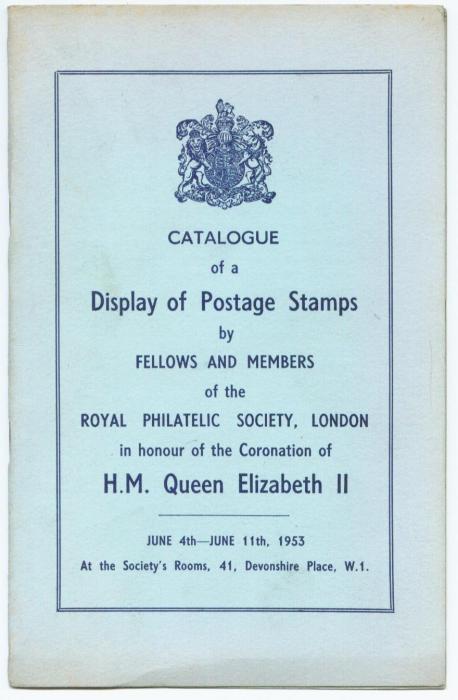 CATALOGUE
of a
Display of Postage Stamps
by
FELLOWS AND MEMBERS
of the
ROYAL PHILATELIC SOCIETY, LONDON
in honour of the Coronation of
H.M. Queen Elizabeth II
JUNE 4th—JUNE 11th, 1953
At the Society's Rooms, 41, Devonshire Place, W.1.